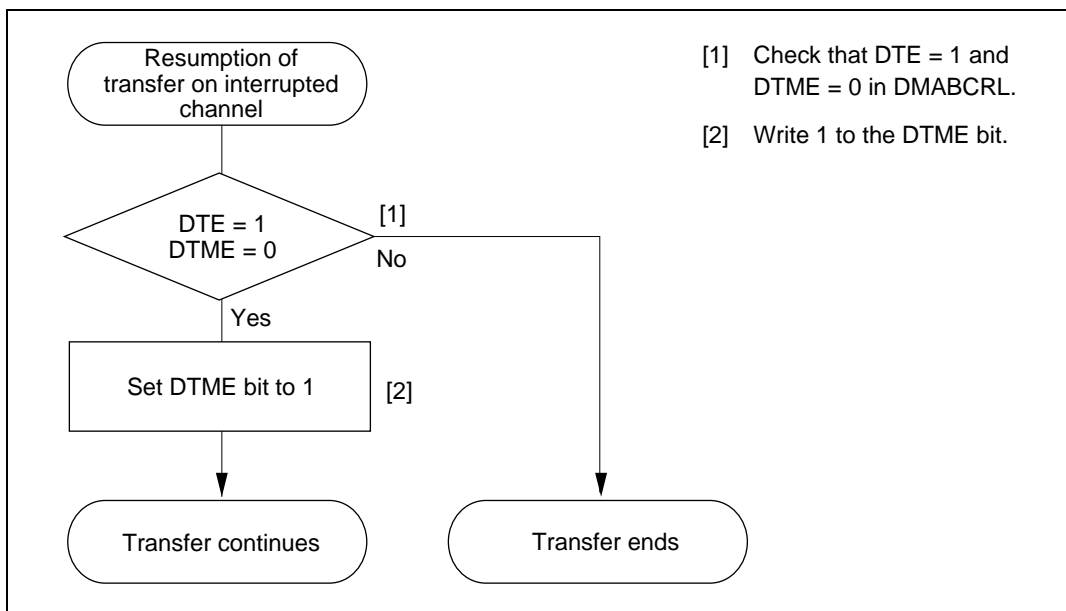 Resumption of
transfer on interrupted
channel
DTE = 1
DTME = 0
[1]
No
Yes
Set DTME bit to 1
[2]
Transfer continues
Transfer ends
[1] Check that DTE = 1 and
DTME = 0 in DMABCRL.
[2] Write 1 to the DTME bit.